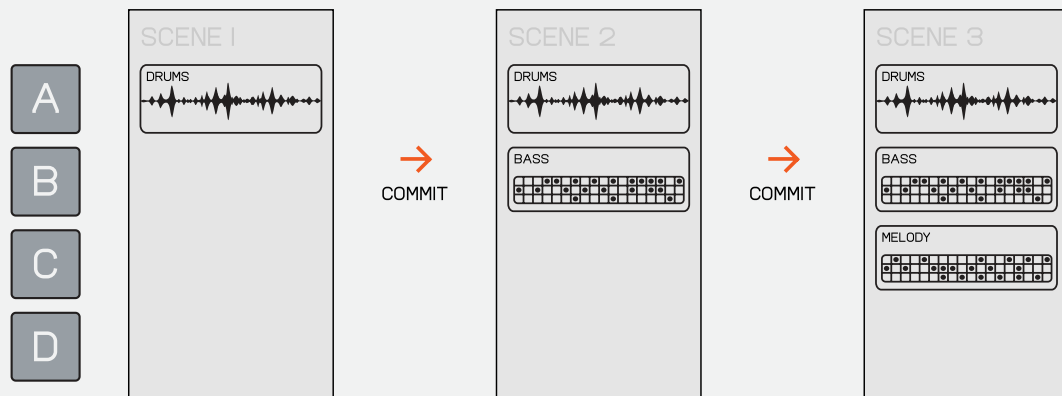 SCENE 1
SCENE 2
SCENE 3
A
DRUMS
DRUMS
DRUMS
B
COMMIT
BASS
COMMIT
BASS
C
MELODY
D